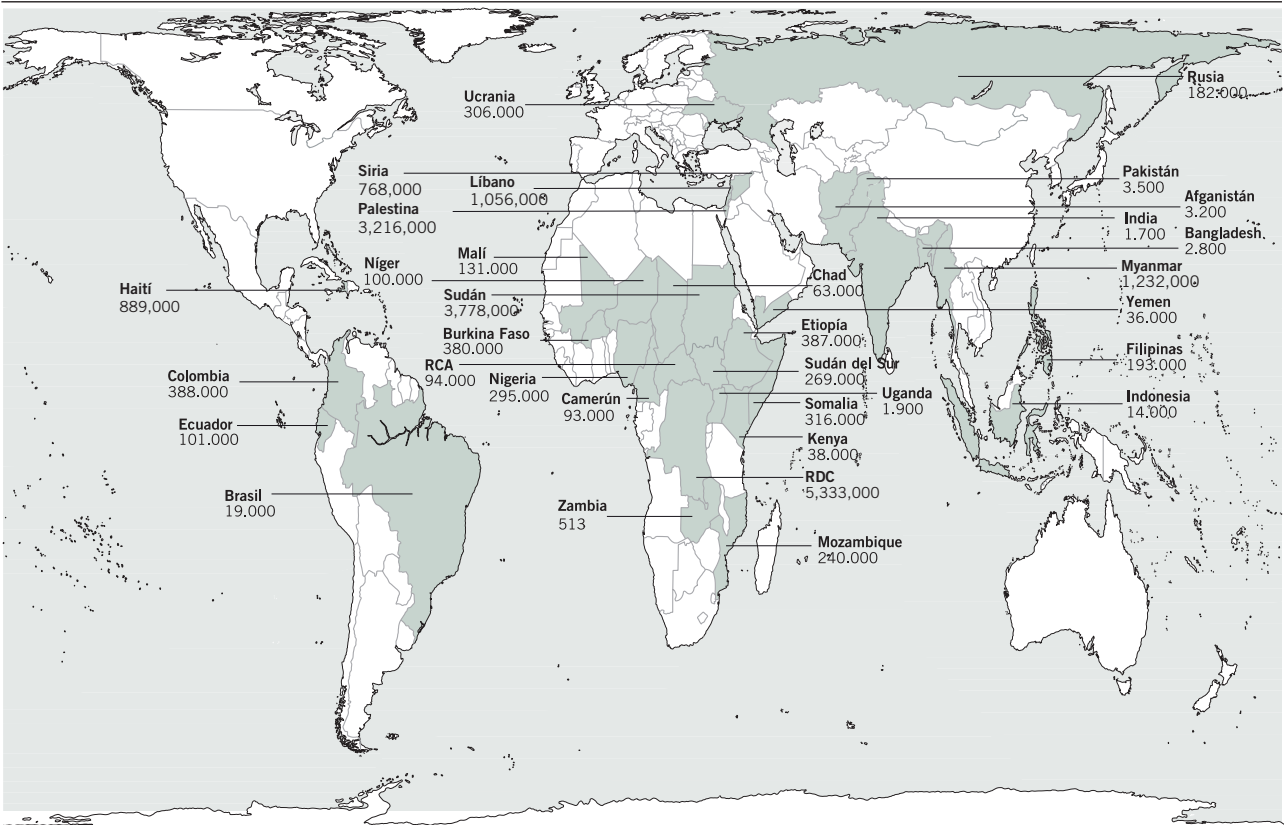 Rusia
182.000
Ucrania
306.000
Siria
768,000
Líbano
1,056,000
Palestina
3,216,000
Pakistán
3.500
Afganistán
3.200
India
1.700
Bangladesh
2.800
Malí
131.000
Níger
100.000
Chad
63.000
Myanmar
1,232,000
Haití
889,000
Sudán
3,778,000
Yemen
36.000
Burkina Faso
380.000
Etiopía
387.000
Filipinas
193.000
RCA
94.000
Sudán del Sur
269.000
Colombia
388.000
Nigeria
295.000
Uganda
1.900
Camerún
93.000
Somalia
316.000
Indonesia
14.000
Ecuador
101.000
Kenya
38.000
RDC
5,333,000
Brasil
19.000
Zambia
513
Mozambique
240.000